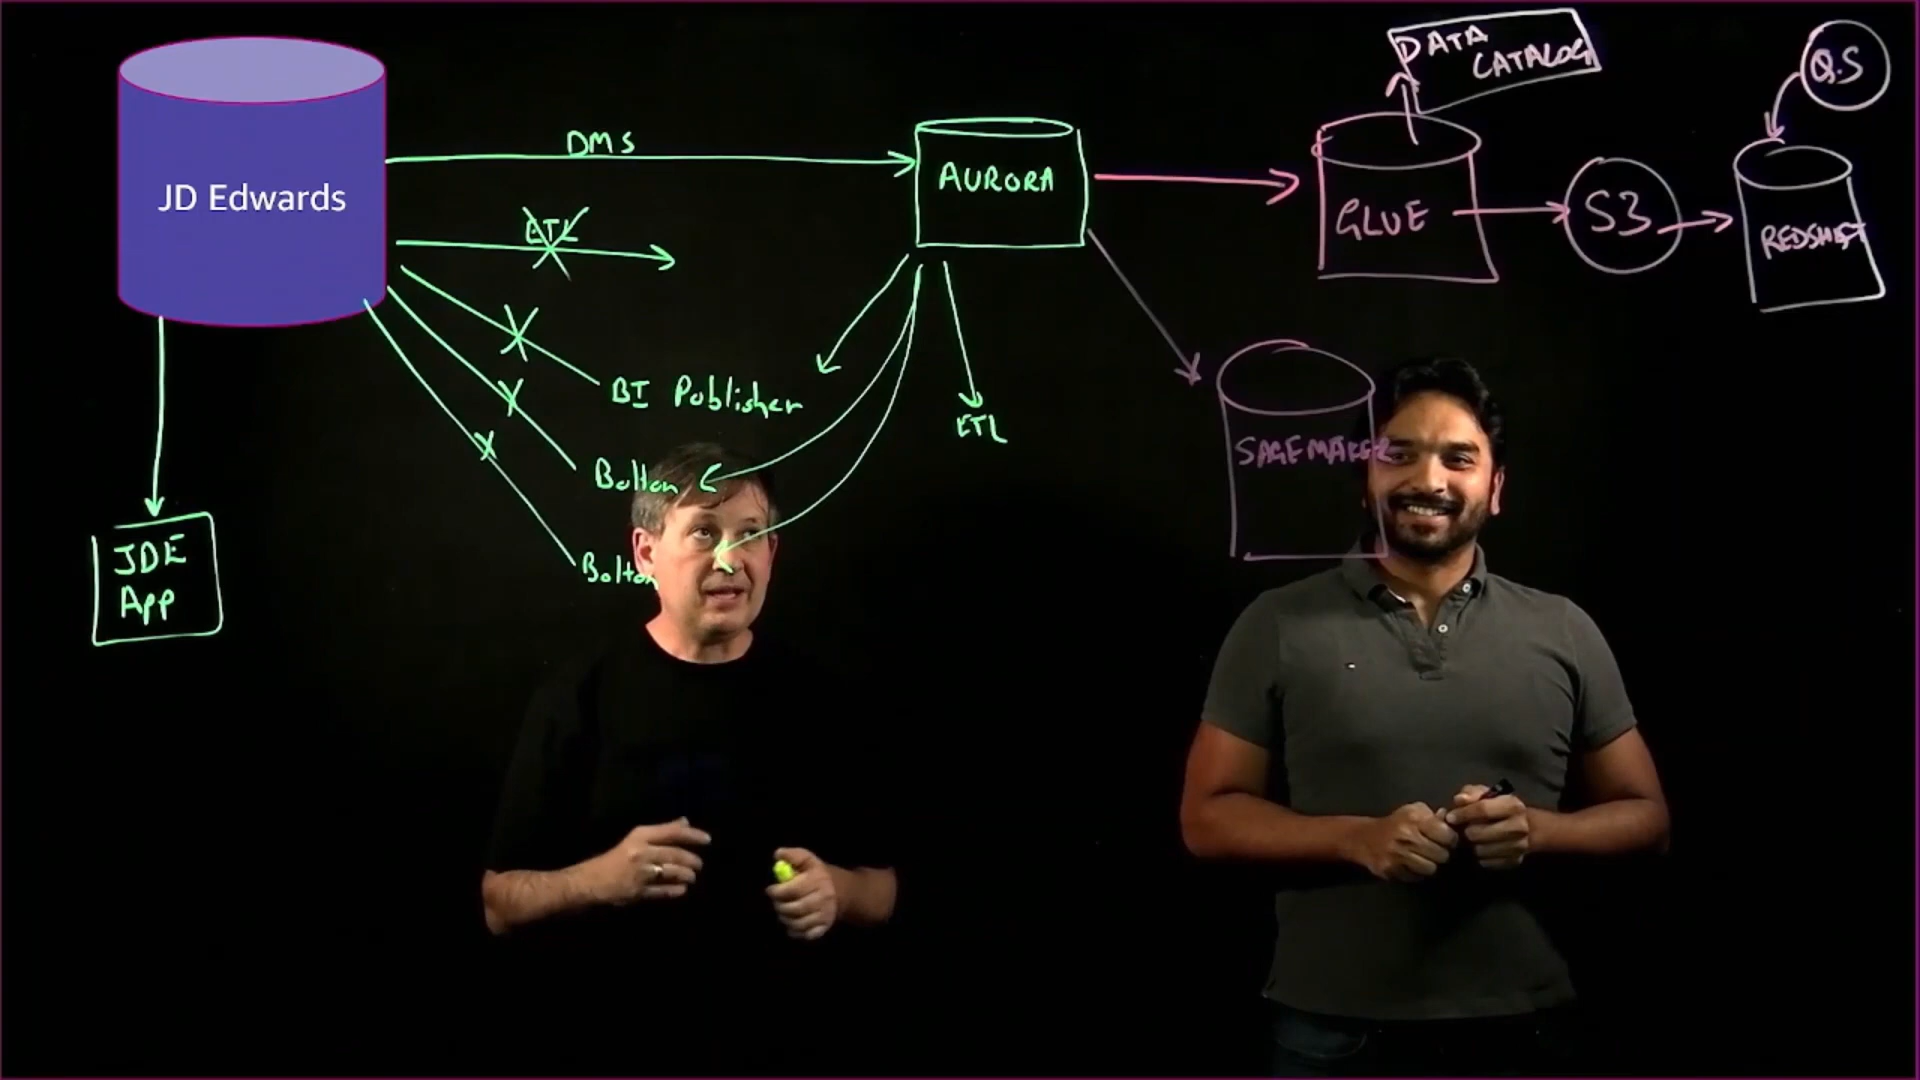 JD Edwards
DMS
ETL
BI Publisher
Bolton
Bolton
JDE
App
AURORA
ETL
GLUE
DATA
CATALOG
S3
REDSHIFT
Q.S
SAGEMAKER